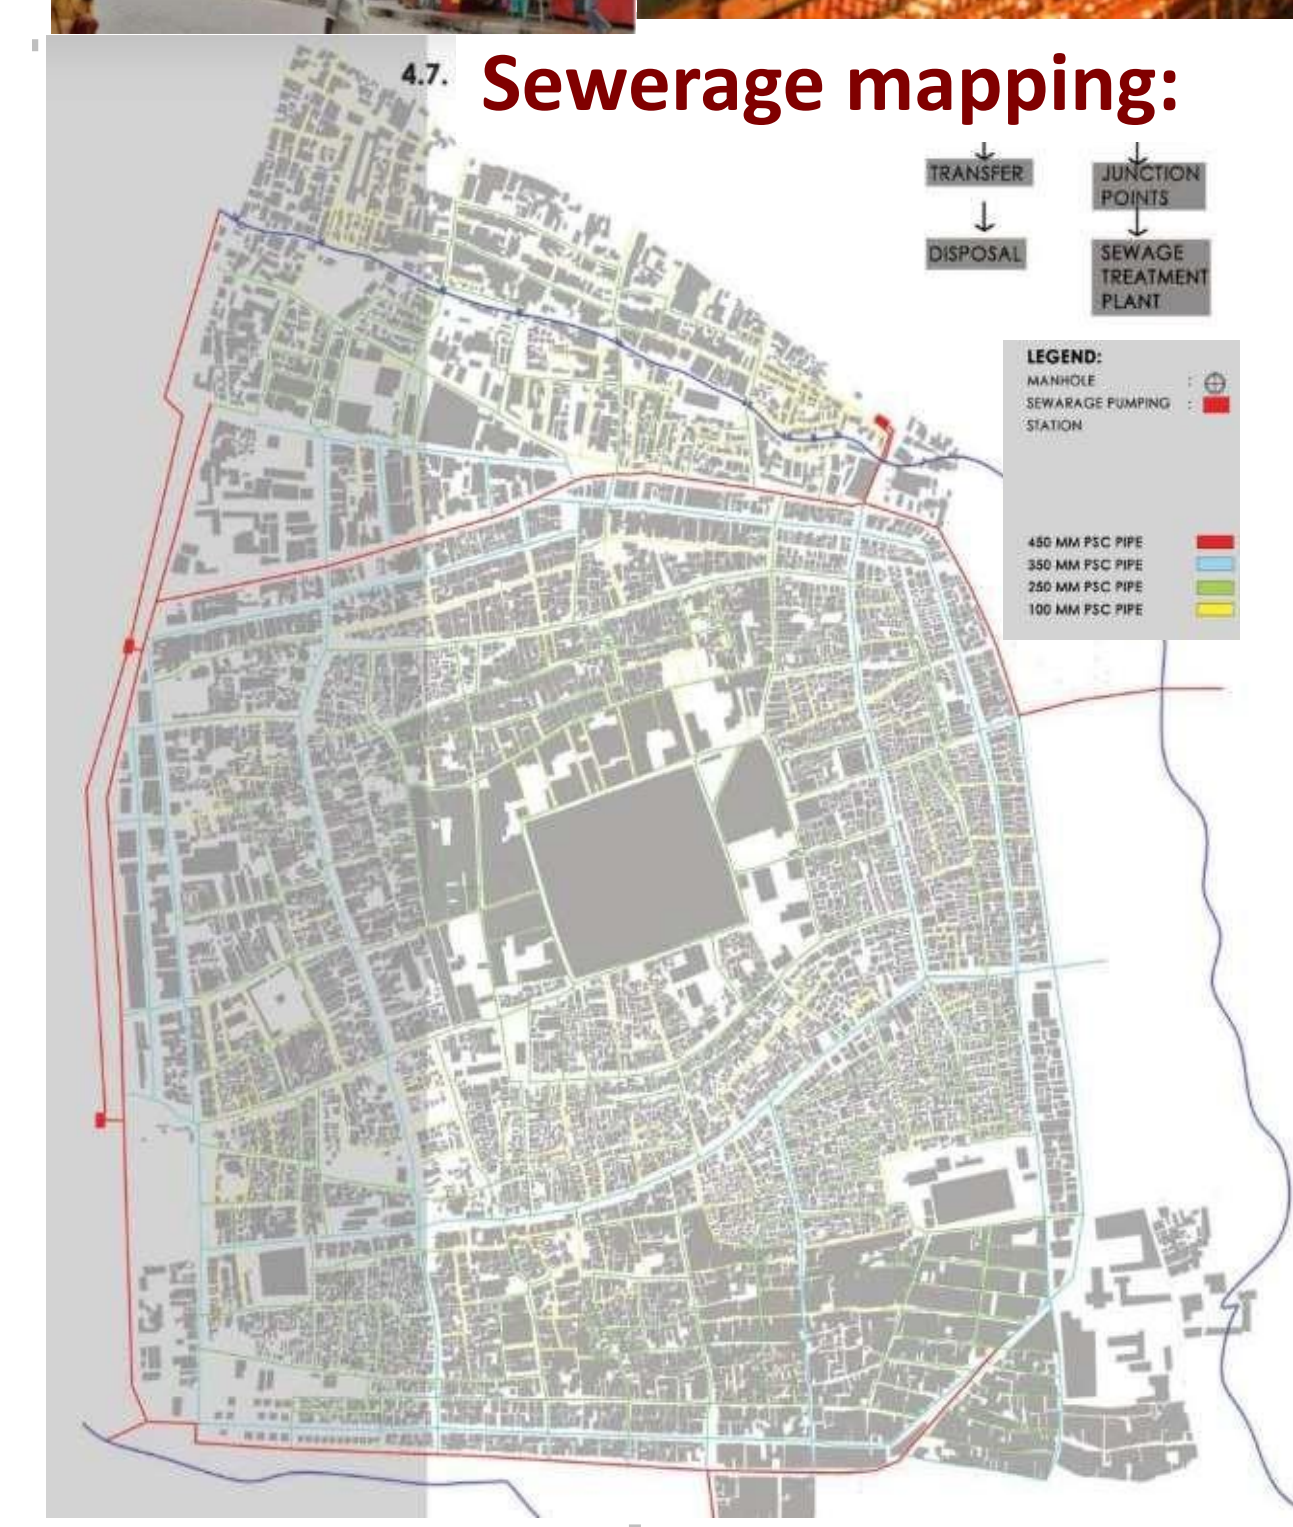 4.7. Sewerage mapping:
TRANSFER
DISPOSAL
JUNCTION
POINTS
SEWAGE
TREATMENT
PLANT
LEGEND:
MANHOLE :
SEWARAGE PUMPING :
STATION
450 MM PSC PIPE
350 MM PSC PIPE
250 MM PSC PIPE
100 MM PSC PIPE